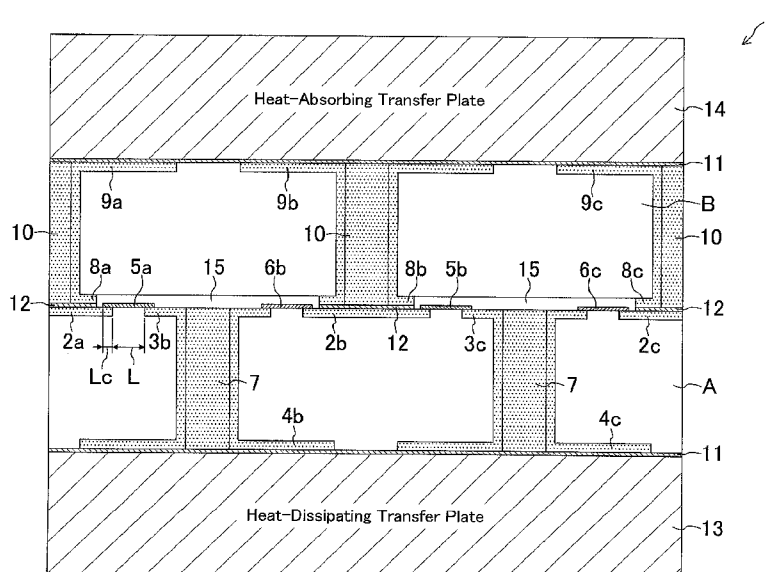 Heat-Absorbing Transfer Plate
14
11
9a 9b 9c B
10 10 10
8a 5a 15 6b 8b 5b 15 6c 8c
12 12
2a 3b 2b 12 3c 2c
Lc L 7 7 A
4b 4c
11
Heat-Dissipating Transfer Plate
13